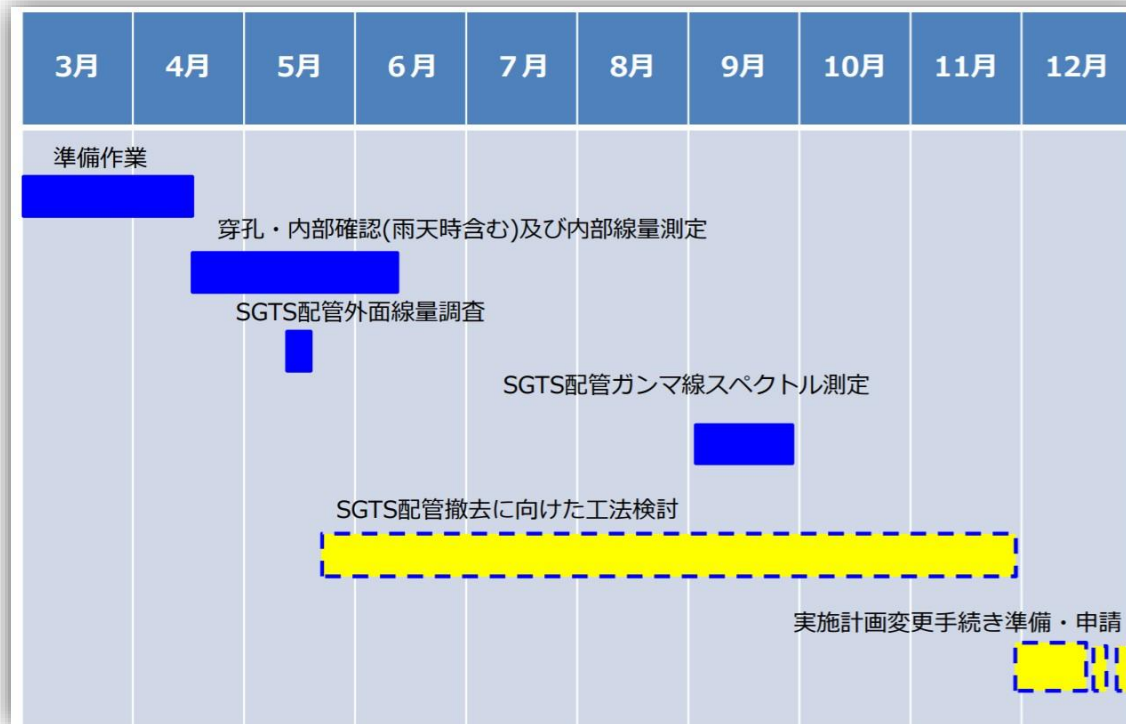 3月 4月 5月 6月 7月 8月 9月 10月 11月 12月
準備作業
穿孔・内部確認(雨天時含む)及び内部線量測定
SGTS配管外面線量調査
SGTS配管ガンマ線スペクトル測定
SGTS配管撤去に向けた工法検討
実施計画変更手続き準備・申請